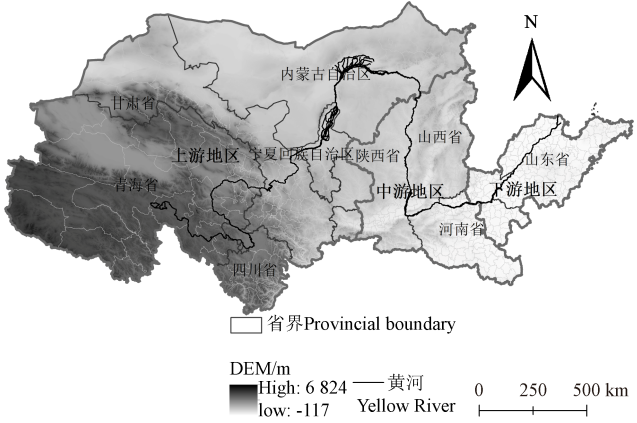 N
内蒙古自治区
甘肃省
山西省
上游地区
宁夏回族自治区
陕西省
山东省
青海省
中游地区
下游地区
河南省
四川省
省界Provincial boundary
DEM/m
High: 6 824
low: -117
黄河
Yellow River
0 250 500 km